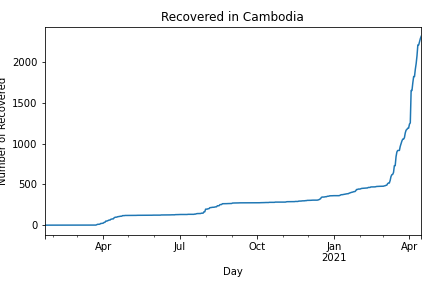 Recovered in Cambodia
Number of Recovered
2000
1500
1000
500
0
Apr
Jul
Oct
Jan
2021
Apr
Day